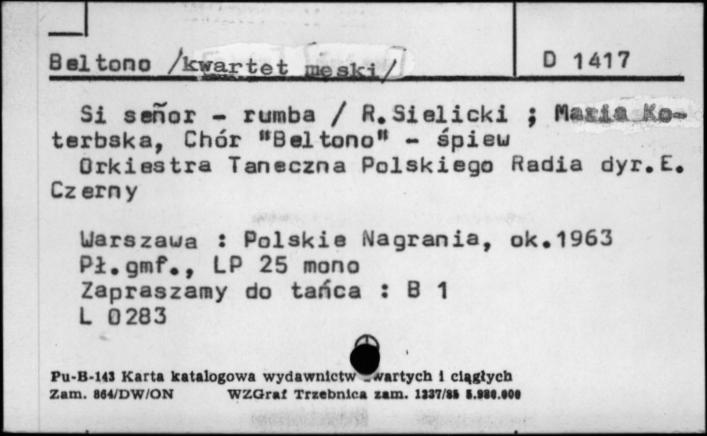 Beltono /kwartet męski/ D 1417
Si señor - rumba / R.Sielicki ; Maria Ko-
terbska, Chór "Beltono" - śpiew
Orkiestra Taneczna Polskiego Radia dyr.E.
Czerny
Warszawa : Polskie Nagrania, ok.1963
Pł.gmf., LP 25 mono
Zapraszamy do tańca : B 1
L 0283
Pu-B-143 Karta katalogowa wydawnictw zwartych i ciągłych
Zam. 864/DW/ON WZGraf Trzebnica zam. 1337/85 5.980.000